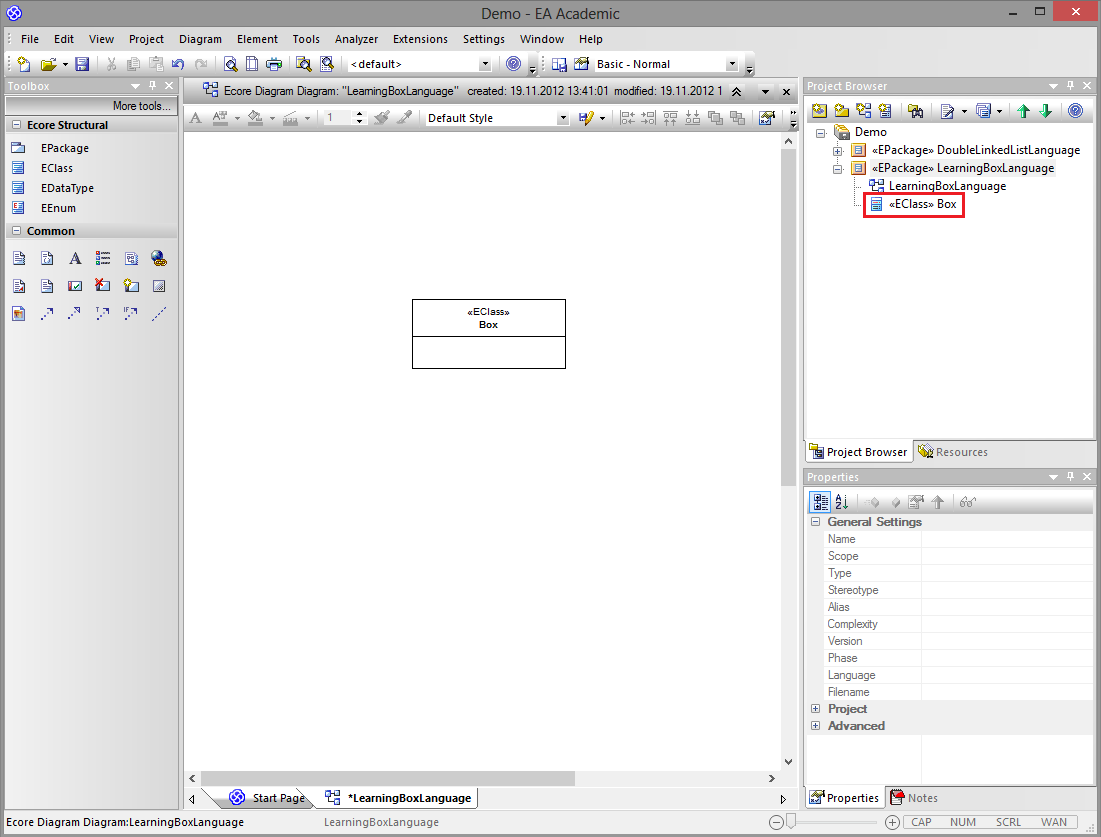 Demo - EA Academic
File Edit View Project Diagram Element Tools Analyzer Extensions Settings Window Help
<default> Basic - Normal
Toolbox
More tools...
Ecore Structural
EPackage
EClass
EDataType
EEnum
Common
Ecore Diagram Diagram: "LearningBoxLanguage" created: 19.11.2012 13:41:01 modified: 19.11.2012 1
1 Default Style
«EClass»
Box
Start Page *LearningBoxLanguage
Project Browser
Demo
«EPackage» DoubleLinkedListLanguage
«EPackage» LearningBoxLanguage
LearningBoxLanguage
«EClass» Box
Project Browser Resources
Properties
General Settings
Name
Scope
Type
Stereotype
Alias
Complexity
Version
Phase
Language
Filename
Project
Advanced
Properties Notes
Ecore Diagram Diagram:LearningBoxLanguage LearningBoxLanguage CAP NUM SCRL WAN